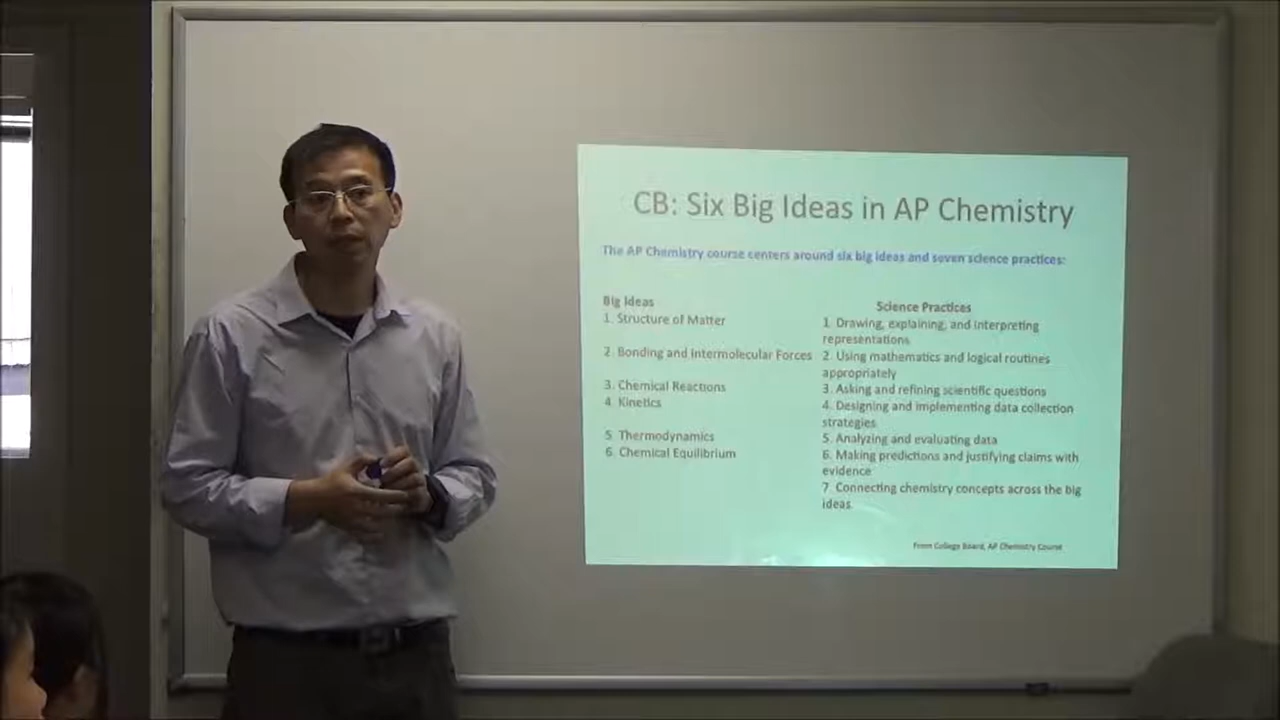 CB: Six Big Ideas in AP Chemistry
The AP Chemistry course centers around six big ideas and seven science practices:
Big Ideas
1. Structure of Matter
2. Bonding and Intermolecular Forces
3. Chemical Reactions
4. Kinetics
5 Thermodynamics
6. Chemical Equilibrium
Science Practices
1. Drawing, explaining, and interpreting
representations
2. Using mathematics and logical routines
appropriately
3. Asking and refining scientific questions
4. Designing and implementing data collection
strategies
5. Analyzing and evaluating data
6. Making predictions and justifying claims with
evidence
7. Connecting chemistry concepts across the big
ideas
From College Board, AP Chemistry Course